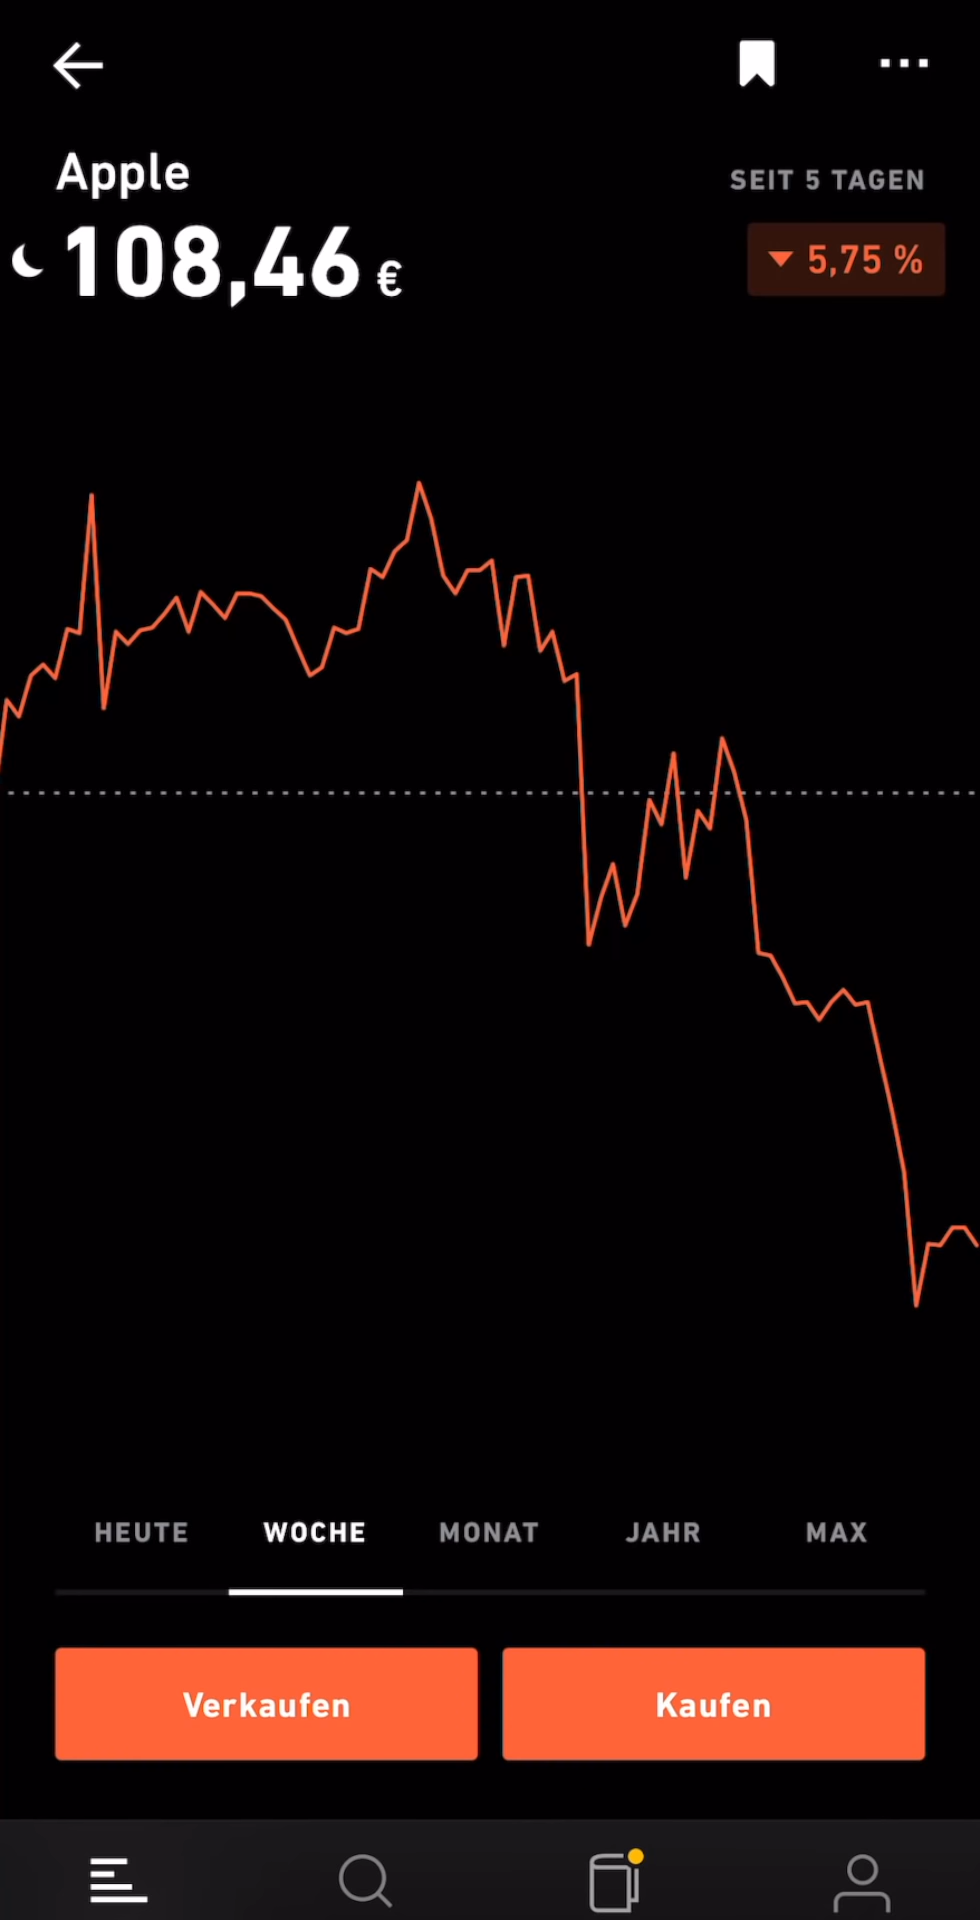 Apple
SEIT 5 TAGEN
108,46 €
5,75 %
HEUTE WOCHE MONAT JAHR MAX
Verkaufen Kaufen